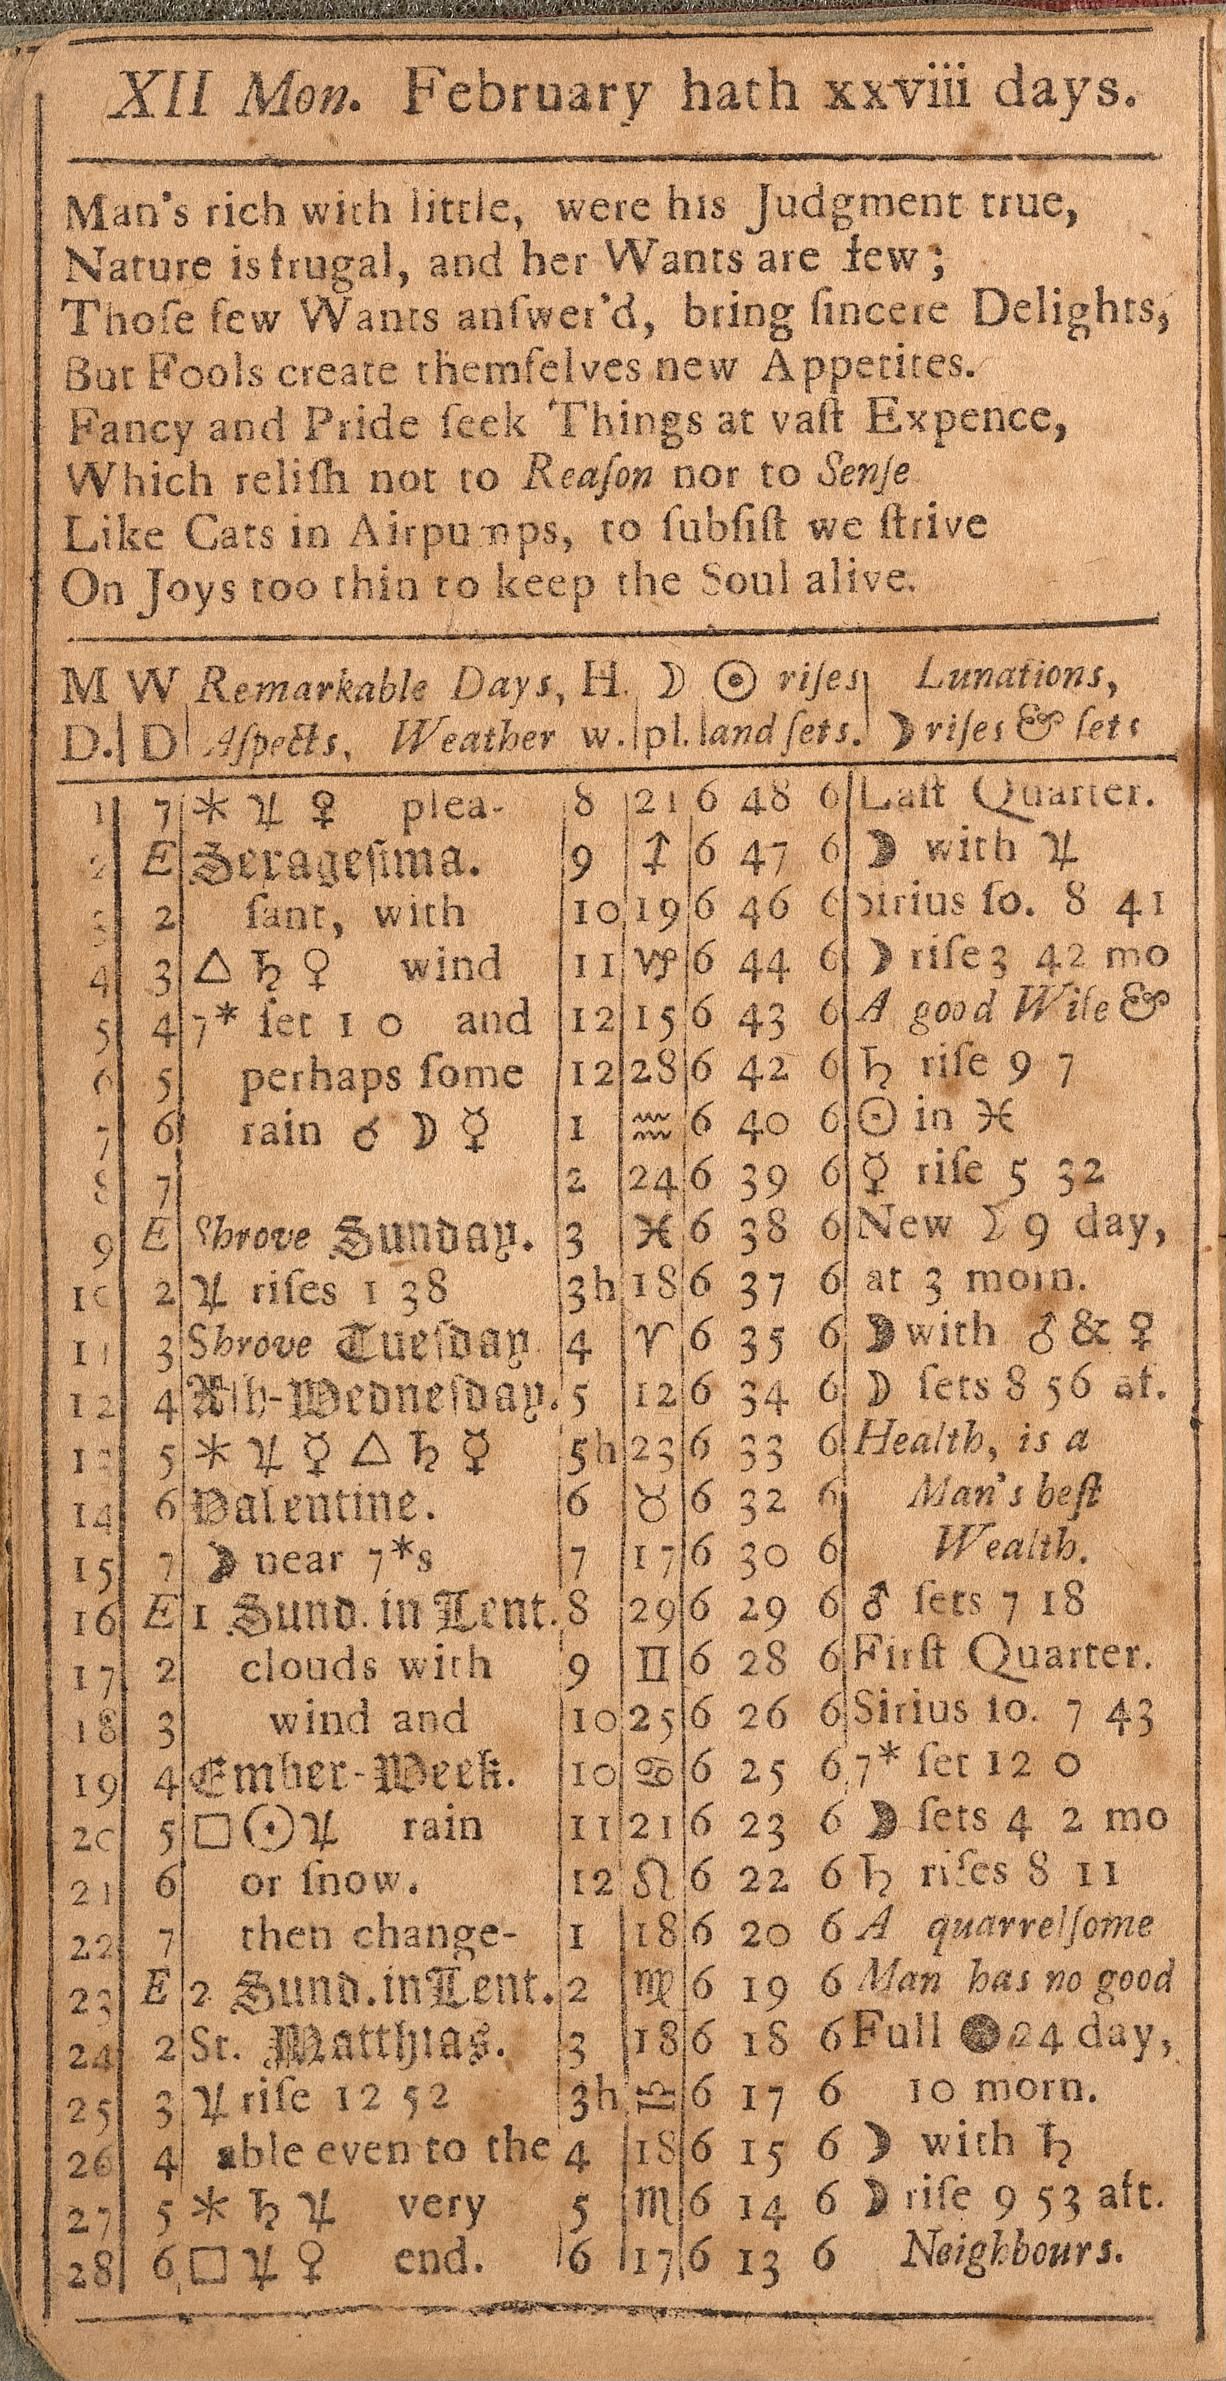 XII Mon. February hath xxviii days.
Man's rich with little, were his Judgment true,
Nature is frugal, and her Wants are few;
Thoſe few Wants anſwer'd, bring ſincere Delights,
But Fools create themſelves new Appetites.
Fancy and Pride ſeek Things at vaſt Expence,
Which reliſh not to Reaſon nor to Senſe
Like Cats in Airpumps, to ſubſiſt we ſtrive
On Joys too thin to keep the Soul alive.
M W Remarkable Days, H. ☽ ☉ riſes Lunations,
D. D Aſpects, Weather w. pl. and ſets. ☽ riſes & ſets
1 7 ⚹ ♃ ♀ plea- 8 21 6 48 6 Laſt Quarter.
2 E Sexageſima. 9 ♐ 6 47 6 ☽ with ♃
3 2 ſant, with 10 19 6 46 6 Sirius ſo. 8 41
4 3 △ ♄ ♀ wind 11 ♑ 6 44 6 ☽ riſe 3 42 mo
5 4 7* ſet 1 0 and 12 15 6 43 6 A good Wife &
6 5 perhaps ſome 12 28 6 42 6 ♄ riſe 9 7
7 6 rain ☌ ☽ ☿ 1 ♒ 6 40 6 ☉ in ♓
8 7 2 24 6 39 6 ☿ riſe 5 32
9 E Shrove Sunday. 3 ♓ 6 38 6 New ☽ 9 day,
10 2 ♃ riſes 1 38 3h 18 6 37 6 at 3 morn.
11 3 Shrove Tueſday 4 ♈ 6 35 6 ☽ with ♂ & ♀
12 4 Aſh-Wedneſday. 5 12 6 34 6 ☽ ſets 8 56 af.
13 5 ⚹ ♃ ☿ △ ♄ ☿ 5h 23 6 33 6 Health, is a
14 6 Valentine. 6 ♉ 6 32 6 Man's beſt
15 7 ☽ near 7*s 7 17 6 30 6 Wealth.
16 E 1 Sund. in Lent. 8 29 6 29 6 ♂ ſets 7 18
17 2 clouds with 9 ♊ 6 28 6 Firſt Quarter.
18 3 wind and 10 25 6 26 6 Sirius ſo. 7 43
19 4 Ember-Week. 10 ♋ 6 25 6 7* ſet 12 0
20 5 □ ☉ ♃ rain 11 21 6 23 6 ☽ ſets 4 2 mo
21 6 or ſnow. 12 ♌ 6 22 6 ♄ riſes 8 11
22 7 then change- 1 18 6 20 6 A quarrelſome
23 E 2 Sund. in Lent. 2 ♍ 6 19 6 Man has no good
24 2 St. Matthias. 3 18 6 18 6 Full ● 24 day,
25 3 ♃ riſe 12 52 3h ♎ 6 17 6 10 morn.
26 4 able even to the 4 18 6 15 6 ☽ with ♄
27 5 ⚹ ♄ ♃ very 5 ♏ 6 14 6 ☽ riſe 9 53 aft.
28 6 □ ♃ ♀ end. 6 17 6 13 6 Neighbours.